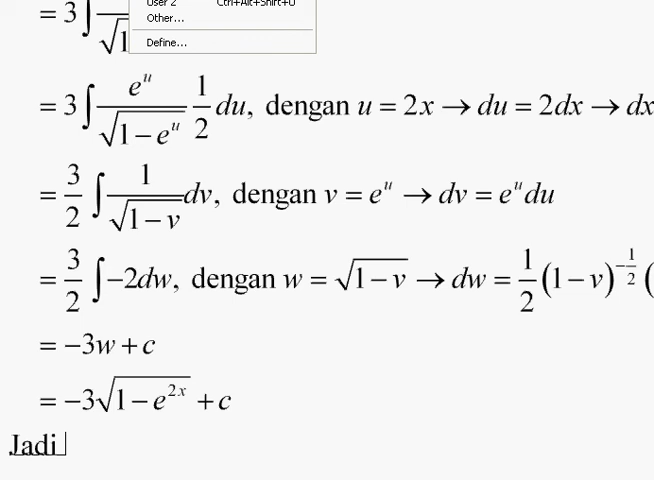 User 2 Ctrl+Alt+Shift+U
Other...
Define...
= 3∫ √1
= 3∫ e^u/√(1 − e^u) 1/2 du, dengan u = 2x → du = 2dx → dx
= 3/2 ∫ 1/√(1 − v) dv, dengan v = e^u → dv = e^u du
= 3/2 ∫ −2dw, dengan w = √(1 − v) → dw = 1/2 (1 − v)^(−1/2) (
= −3w + c
= −3√(1 − e^(2x)) + c
Jadi